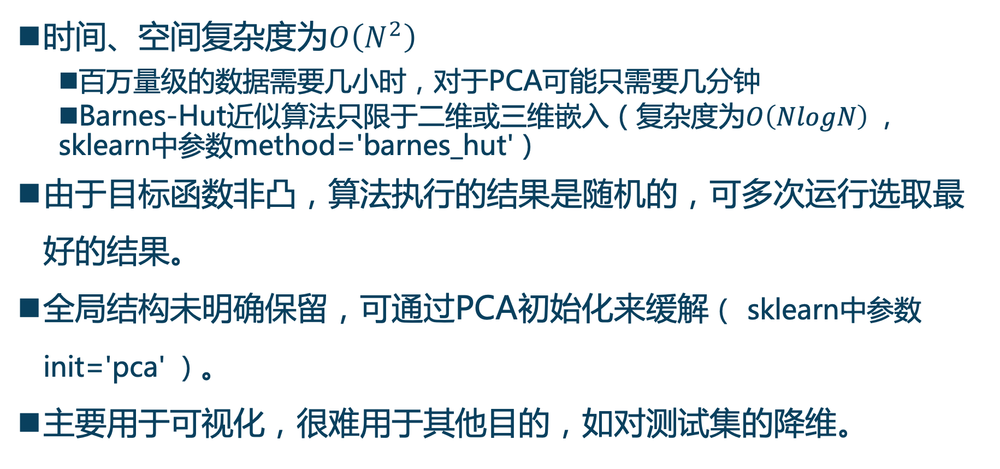 ■时间、空间复杂度为O(N²)
■百万量级的数据需要几小时，对于PCA可能只需要几分钟
■Barnes-Hut近似算法只限于二维或三维嵌入（复杂度为O(NlogN)，
sklearn中参数method='barnes_hut'）
■由于目标函数非凸，算法执行的结果是随机的，可多次运行选取最
好的结果。
■全局结构未明确保留，可通过PCA初始化来缓解（ sklearn中参数
init='pca' ）。
■主要用于可视化，很难用于其他目的，如对测试集的降维。